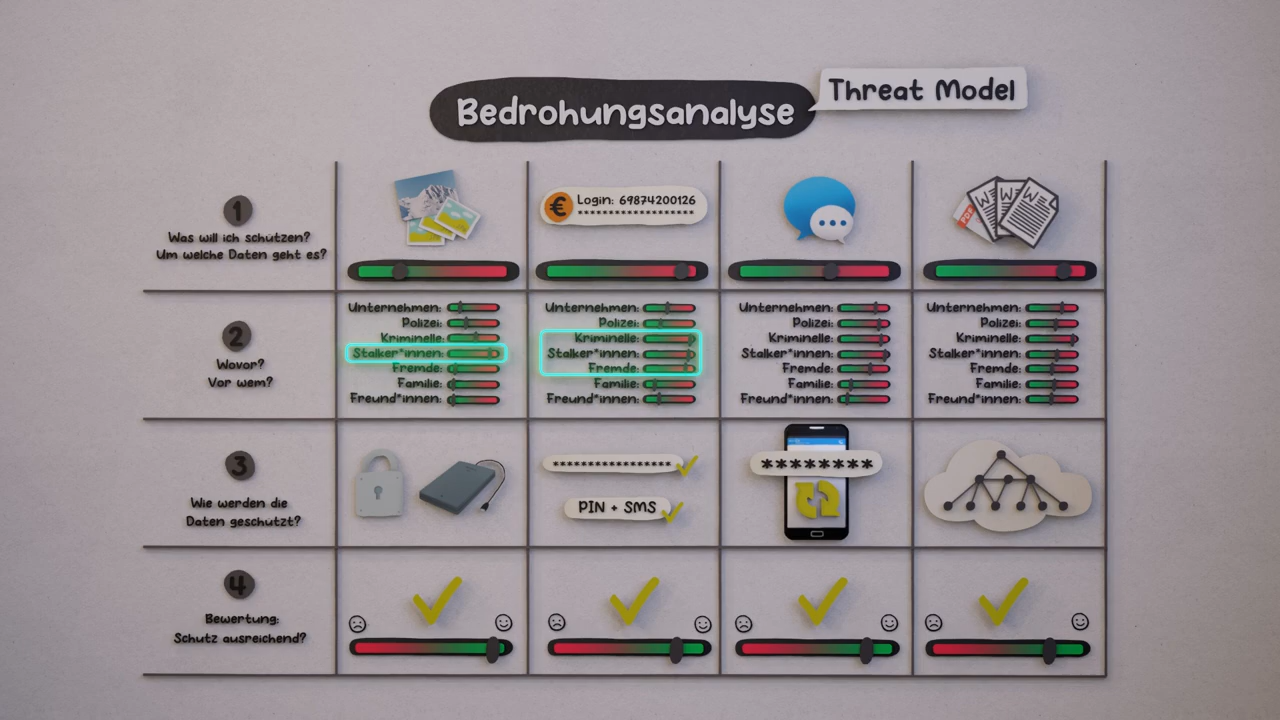 Bedrohungsanalyse
Threat Model
1
Was will ich schützen?
Um welche Daten geht es?
Login: 69874200126
******************
PDF
W
W
W
2
Wovor?
Vor wem?
Unternehmen:
Polizei:
Kriminelle:
Stalker*innen:
Fremde:
Familie:
Freund*innen:
Unternehmen:
Polizei:
Kriminelle:
Stalker*innen:
Fremde:
Familie:
Freund*innen:
Unternehmen:
Polizei:
Kriminelle:
Stalker*innen:
Fremde:
Familie:
Freund*innen:
Unternehmen:
Polizei:
Kriminelle:
Stalker*innen:
Fremde:
Familie:
Freund*innen:
3
Wie werden die
Daten geschützt?
******************
PIN + SMS
********
4
Bewertung:
Schutz ausreichend?